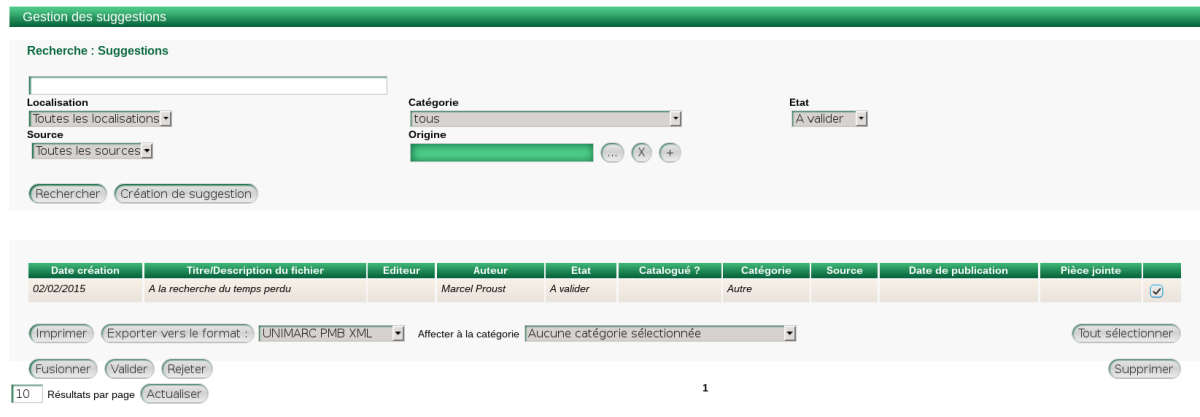 Gestion des suggestions
Recherche : Suggestions
Localisation Catégorie Etat
Toutes les localisations tous A valider
Source Origine
Toutes les sources ... X +
Rechercher Création de suggestion
Date création Titre/Description du fichier Editeur Auteur Etat Catalogué ? Catégorie Source Date de publication Pièce jointe
02/02/2015 A la recherche du temps perdu Marcel Proust A valider Autre
Imprimer Exporter vers le format : UNIMARC PMB XML Affecter à la catégorie Aucune catégorie sélectionnée Tout sélectionner
Fusionner Valider Rejeter Supprimer
10 Résultats par page Actualiser 1